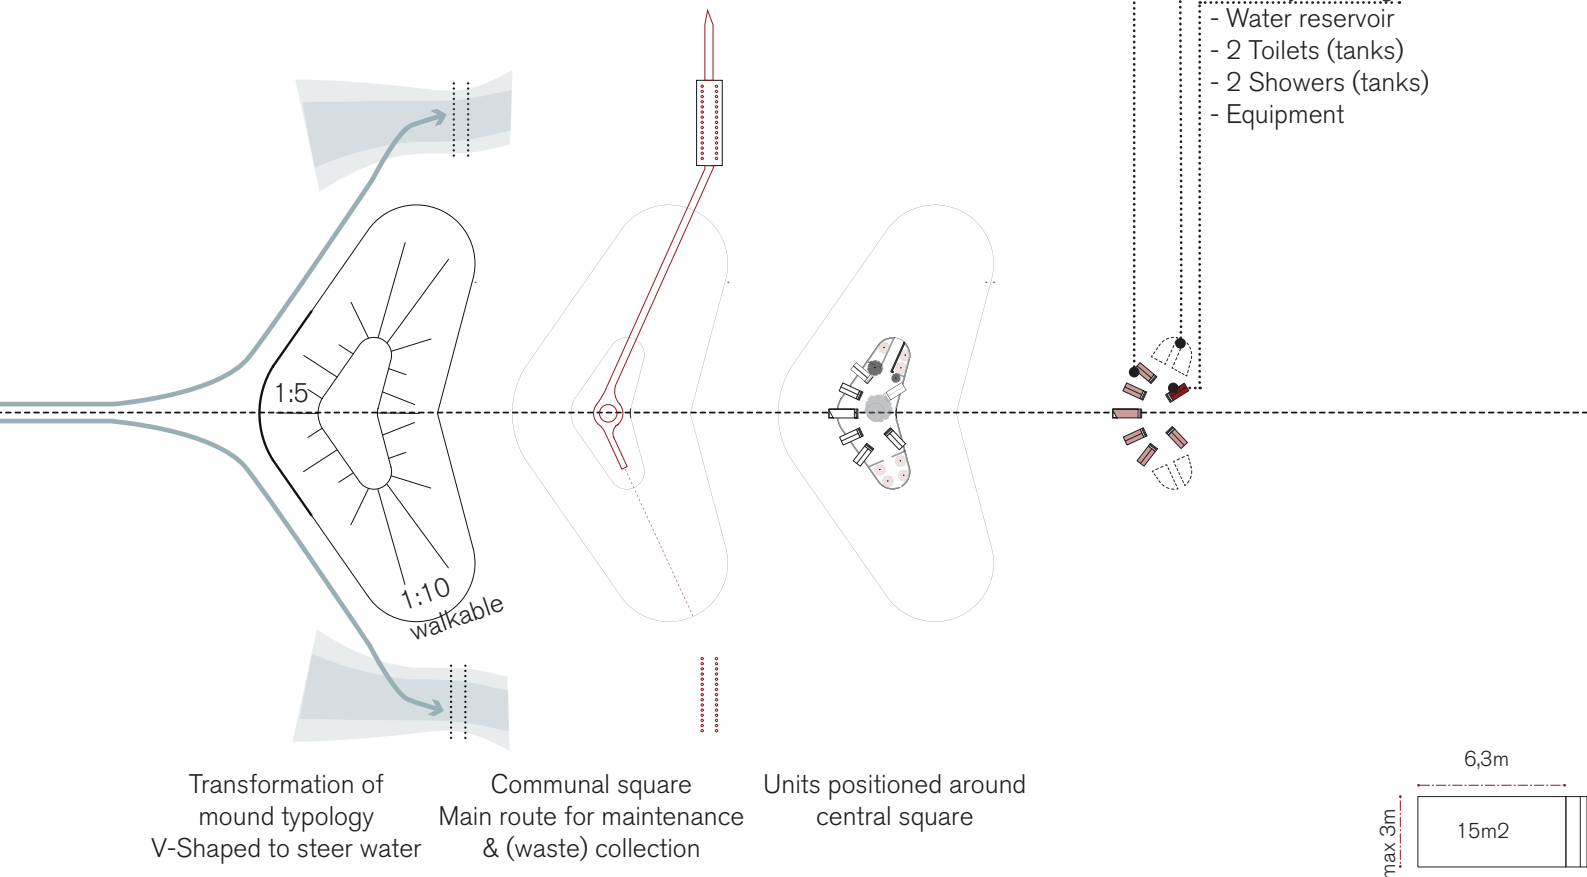 - Water reservoir
- 2 Toilets (tanks)
- 2 Showers (tanks)
- Equipment
1:5
1:10
walkable
Transformation of
mound typology
V-Shaped to steer water
Communal square
Main route for maintenance
& (waste) collection
Units positioned around
central square
6,3m
max 3m
15m2